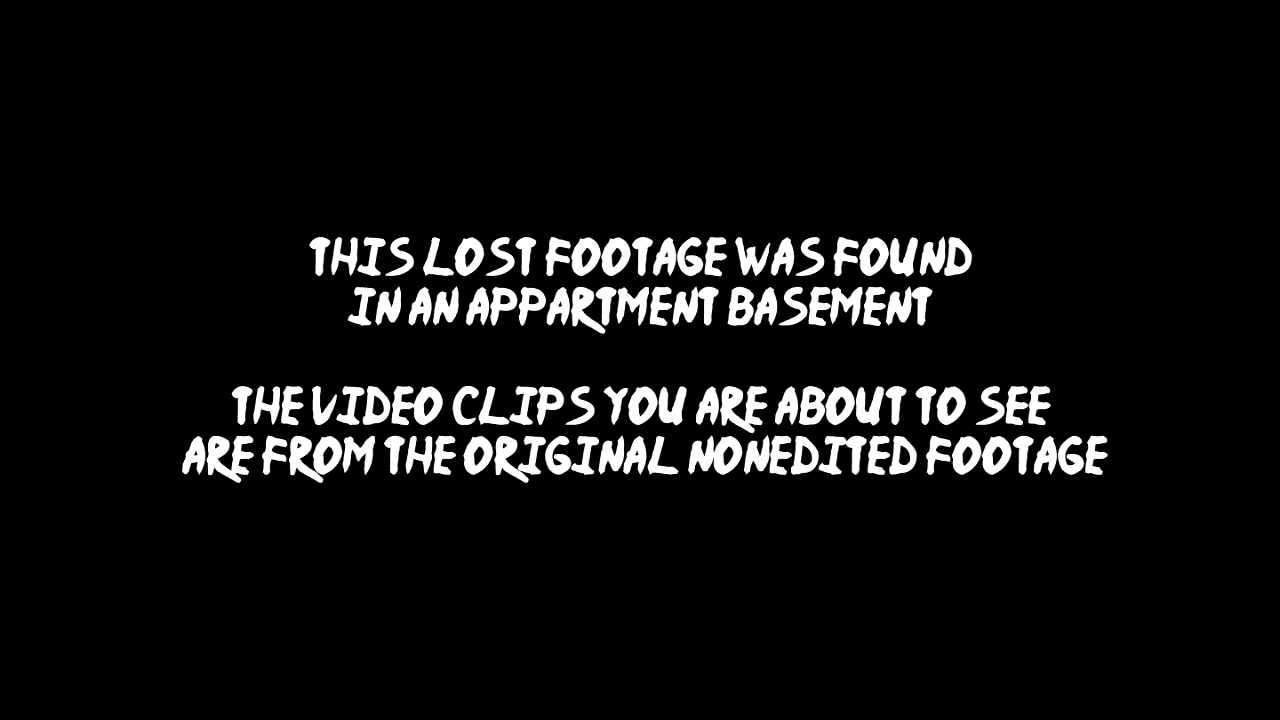 THIS LOST FOOTAGE WAS FOUND
IN AN APPARTMENT BASEMENT
THE VIDEO CLIPS YOU ARE ABOUT TO SEE
ARE FROM THE ORIGINAL NONEDITED FOOTAGE